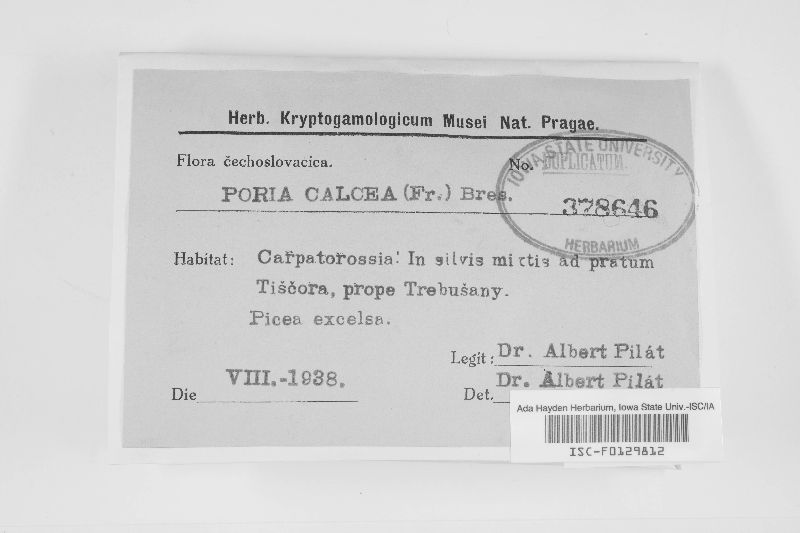 Herb. Kryptogamologicum Musei Nat. Pragae.
Flora čechoslovacica.
No. DUPLICATUM.
IOWA STATE UNIVERSITY
PORIA CALCEA (Fr.) Bres.
378646
HERBARIUM
Habitat: Carpatorossia: In silvis mixtis ad pratum
Tiščora, prope Trebušany.
Picea excelsa.
Legit: Dr. Albert Pilát
Die VIII.-1938.
Det. Dr. Albert Pilát
Ada Hayden Herbarium, Iowa State Univ.-ISC/IA
ISC-F0129812